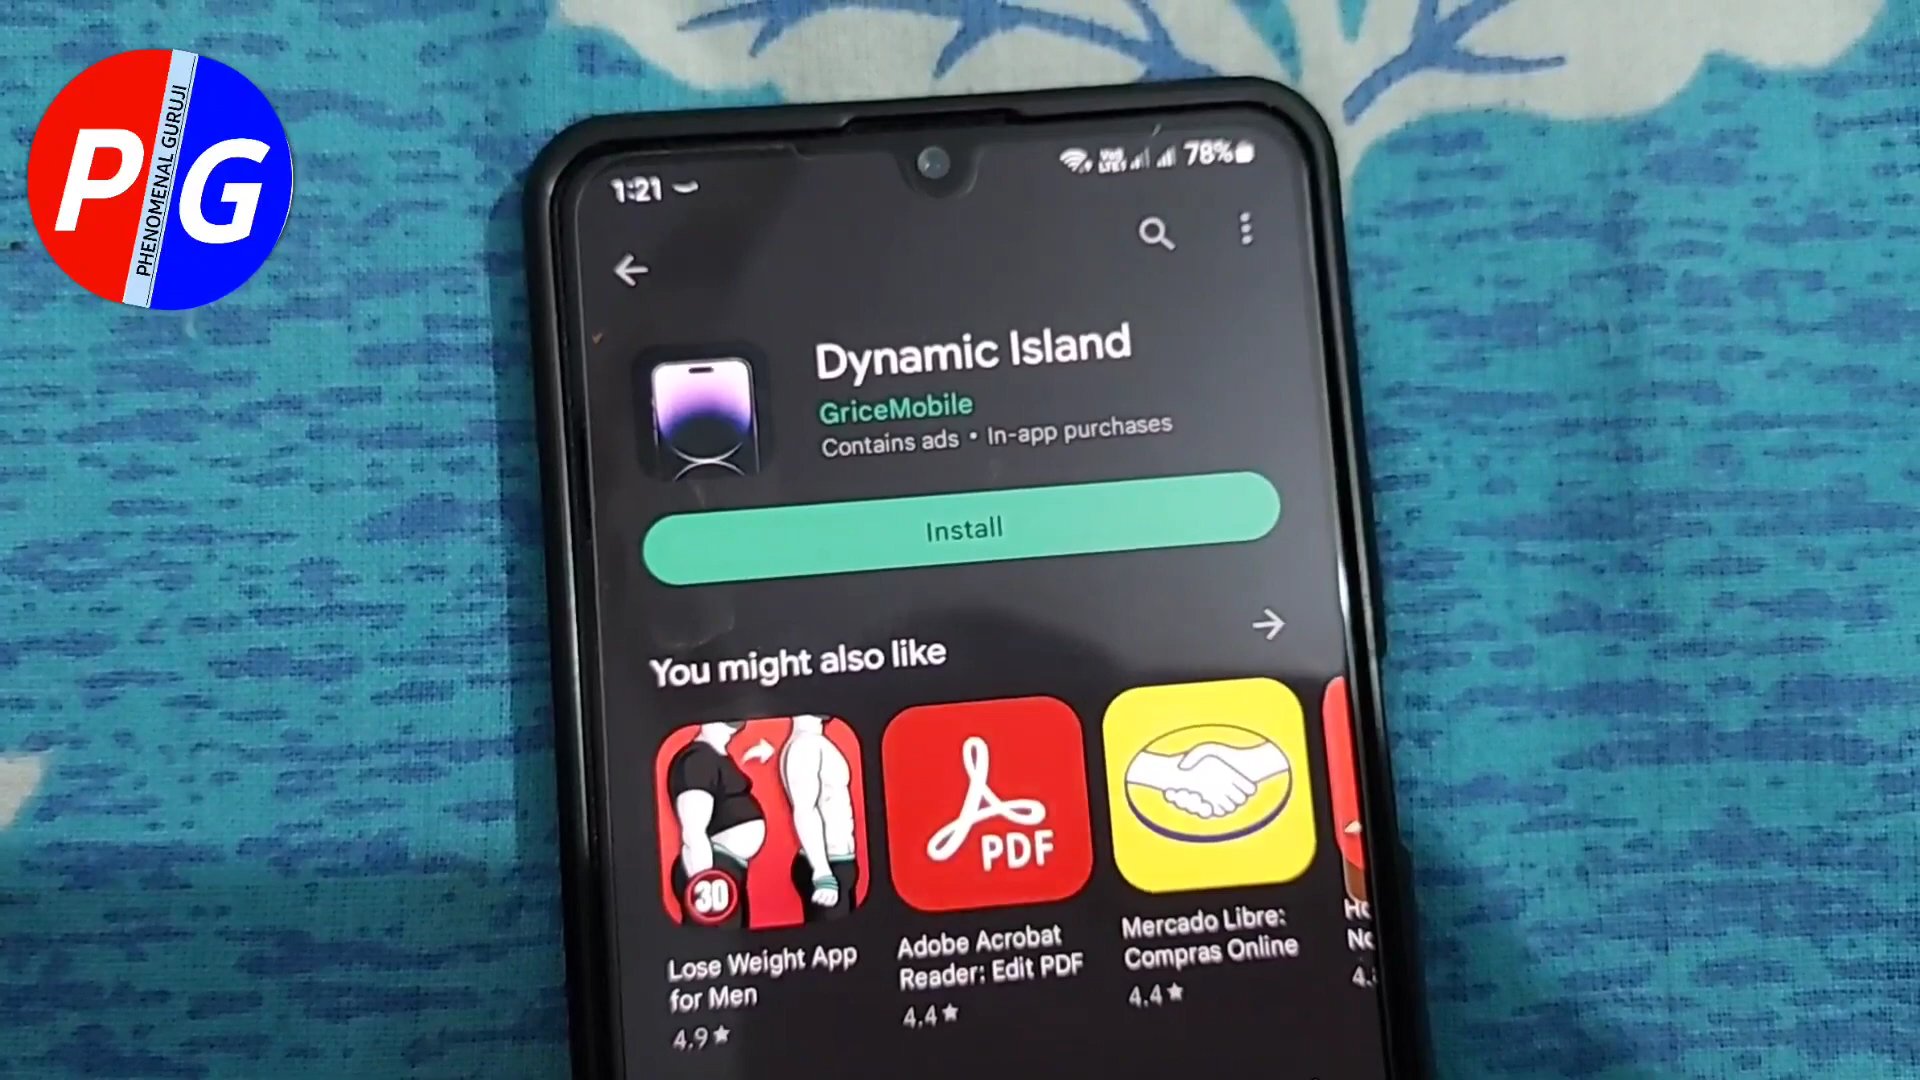 PG
PHENOMENAL GURUJI
1:21
78%
Dynamic Island
GriceMobile
Contains ads • In-app purchases
Install
You might also like
30
PDF
Lose Weight App
for Men
4.9★
Adobe Acrobat
Reader: Edit PDF
4.4★
Mercado Libre:
Compras Online
4.4★